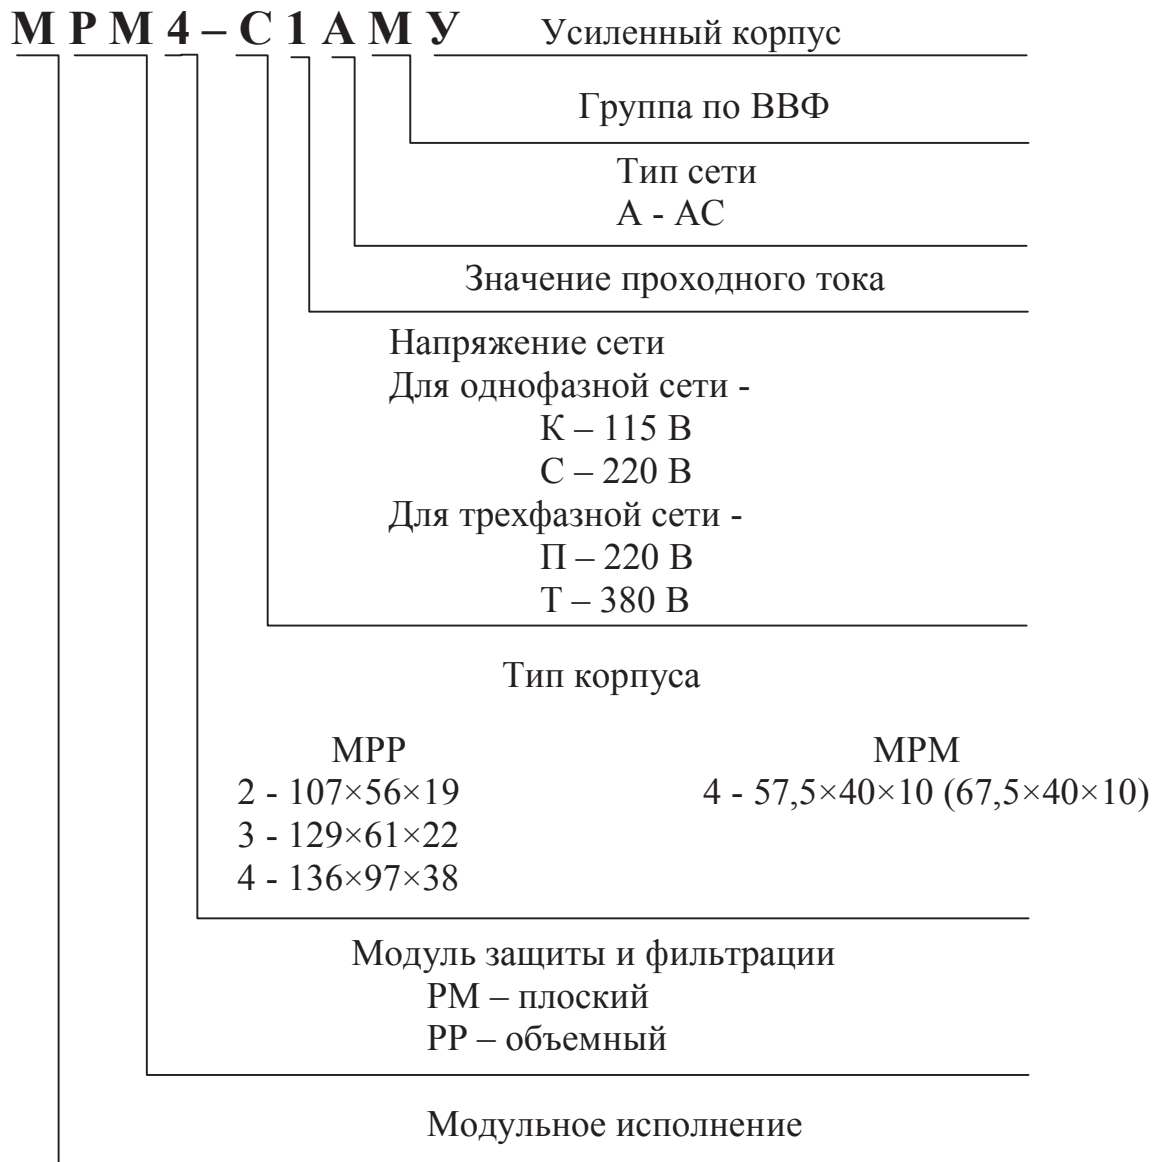 М Р М 4 – С 1 А М У Усиленный корпус
Группа по ВВФ
Тип сети
А - АС
Значение проходного тока
Напряжение сети
Для однофазной сети -
К – 115 В
С – 220 В
Для трехфазной сети -
П – 220 В
Т – 380 В
Тип корпуса
МРР МРМ
2 - 107×56×19 4 - 57,5×40×10 (67,5×40×10)
3 - 129×61×22
4 - 136×97×38
Модуль защиты и фильтрации
РМ – плоский
РР – объемный
Модульное исполнение